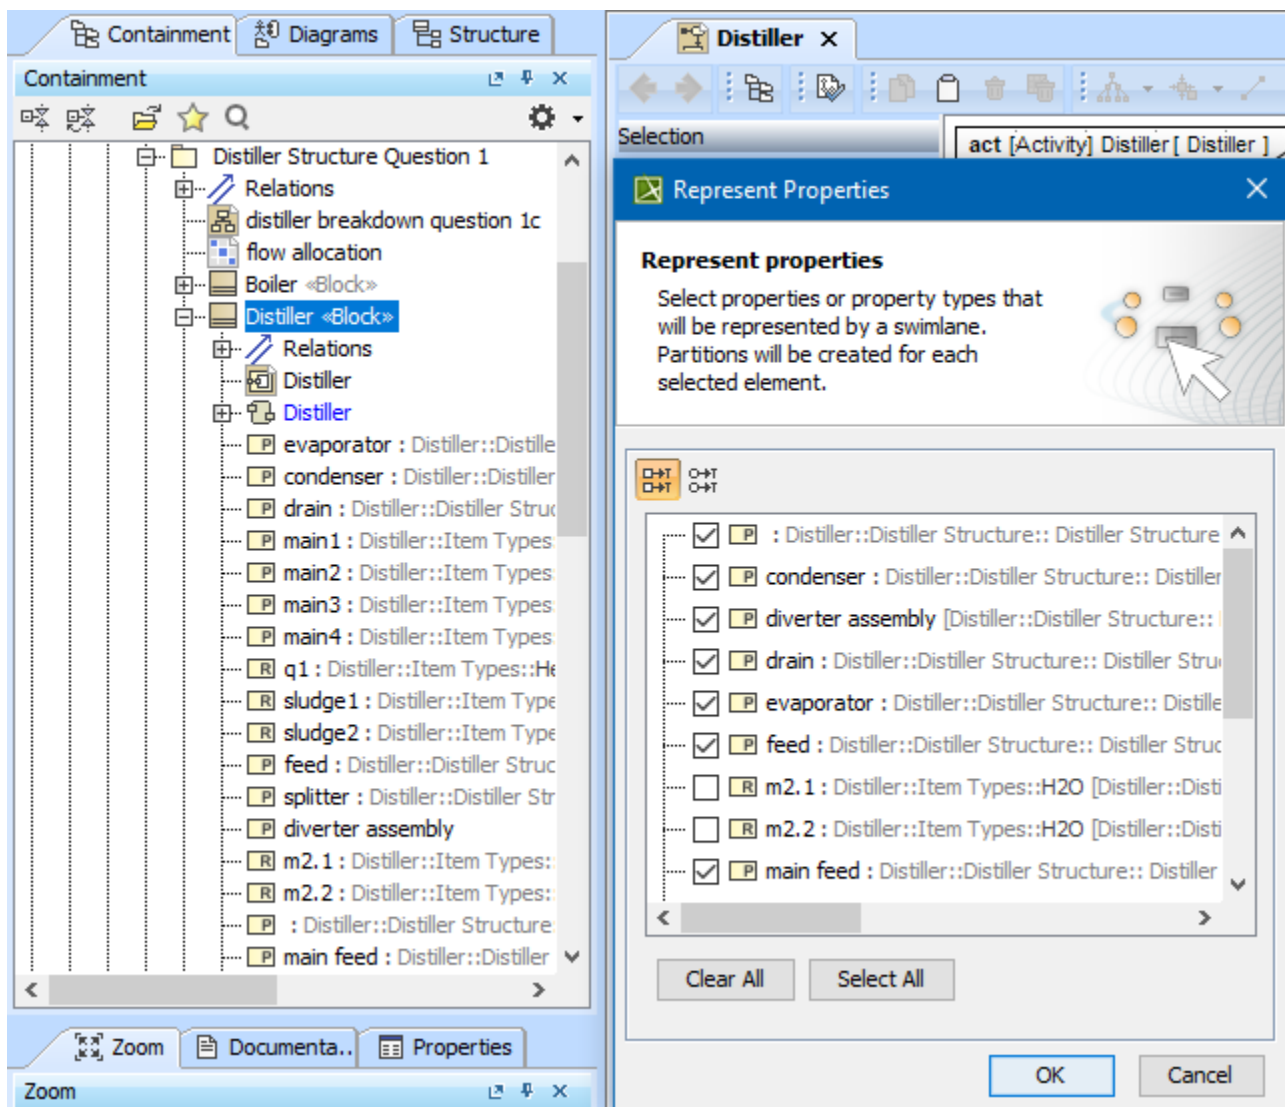 Containment
Diagrams
Structure
Containment
Distiller Structure Question 1
Relations
distiller breakdown question 1c
flow allocation
Boiler «Block»
Distiller «Block»
Relations
Distiller
Distiller
P evaporator : Distiller::Distille
P condenser : Distiller::Distiller
P drain : Distiller::Distiller Struc
P main1 : Distiller::Item Types:
P main2 : Distiller::Item Types:
P main3 : Distiller::Item Types:
P main4 : Distiller::Item Types:
R q1 : Distiller::Item Types::He
R sludge1 : Distiller::Item Type
R sludge2 : Distiller::Item Type
P feed : Distiller::Distiller Struc
P splitter : Distiller::Distiller Str
P diverter assembly
R m2.1 : Distiller::Item Types::
R m2.2 : Distiller::Item Types::
P : Distiller::Distiller Structure:
P main feed : Distiller::Distiller
Zoom
Documenta..
Properties
Zoom
Distiller X
Selection
act [Activity] Distiller [ Distiller ]
Represent Properties
Represent properties
Select properties or property types that
will be represented by a swimlane.
Partitions will be created for each
selected element.
P : Distiller::Distiller Structure:: Distiller Structure
P condenser : Distiller::Distiller Structure:: Distiller
P diverter assembly [Distiller::Distiller Structure::
P drain : Distiller::Distiller Structure:: Distiller Stru
P evaporator : Distiller::Distiller Structure:: Distille
P feed : Distiller::Distiller Structure:: Distiller Struc
R m2.1 : Distiller::Item Types::H2O [Distiller::Disti
R m2.2 : Distiller::Item Types::H2O [Distiller::Disti
P main feed : Distiller::Distiller Structure:: Distiller
Clear All
Select All
OK
Cancel